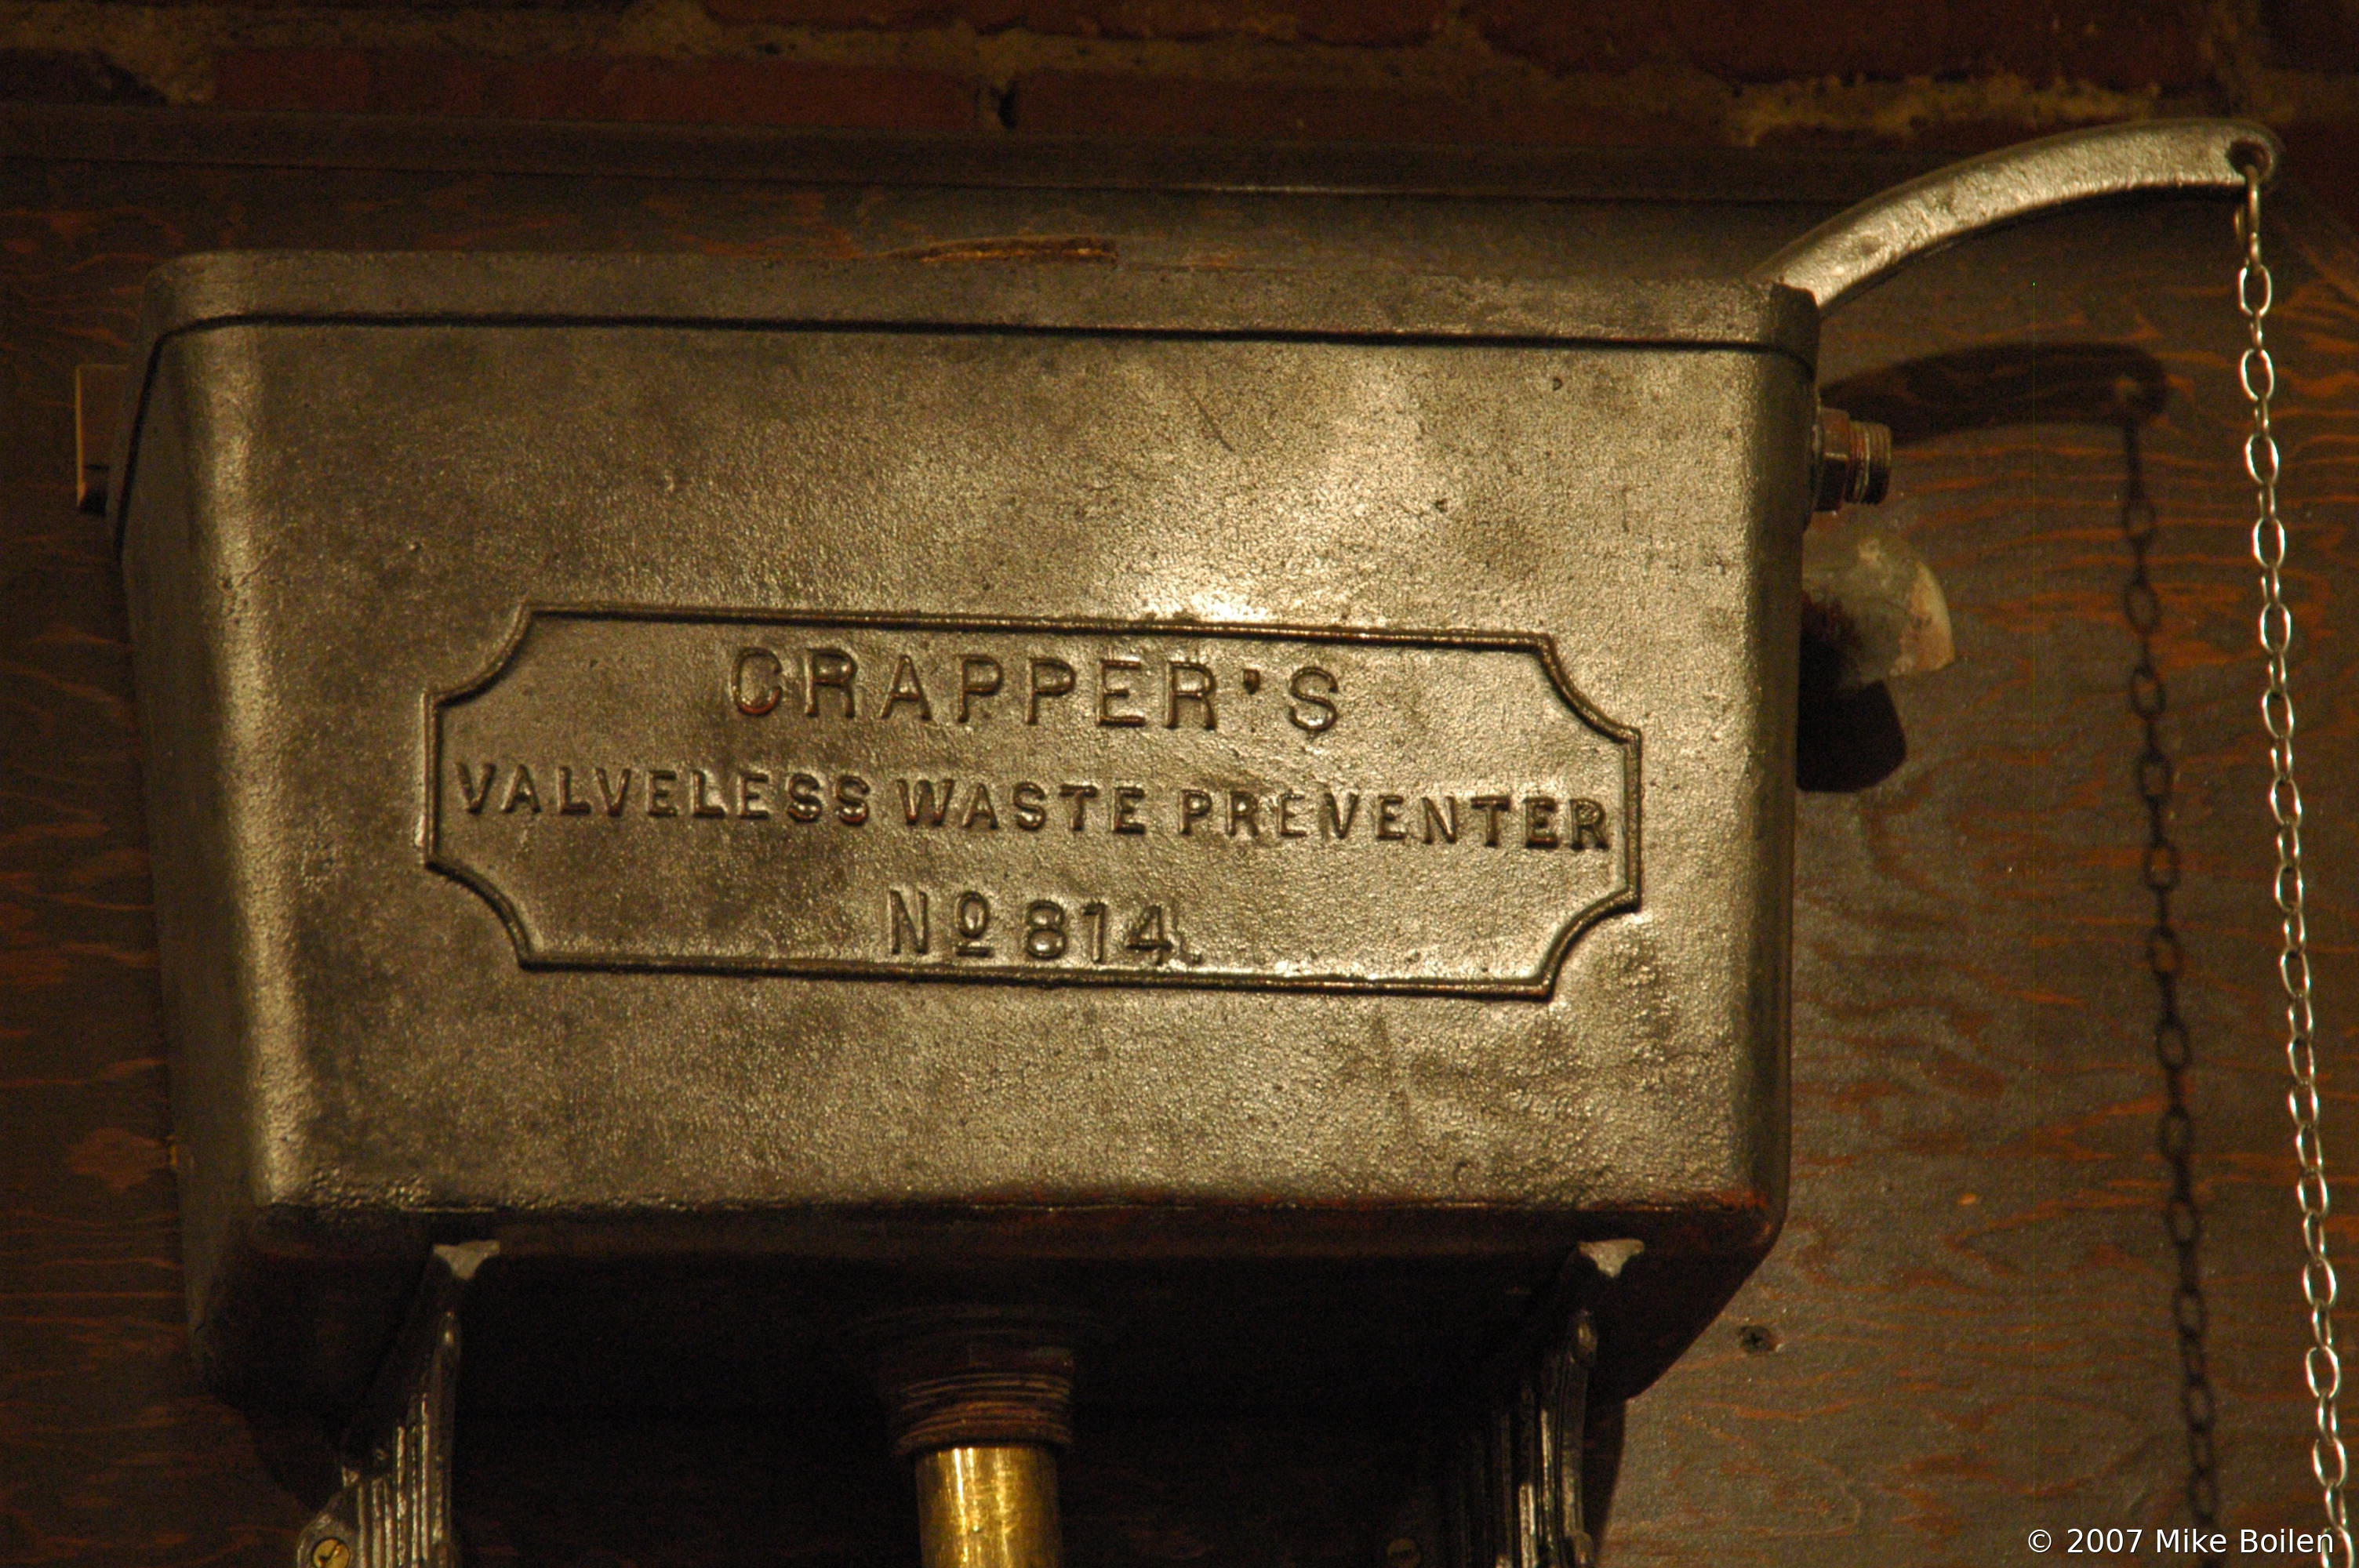 CRAPPER'S
VALVELESS WASTE PREVENTER
Nº 814.
© 2007 Mike Boilen